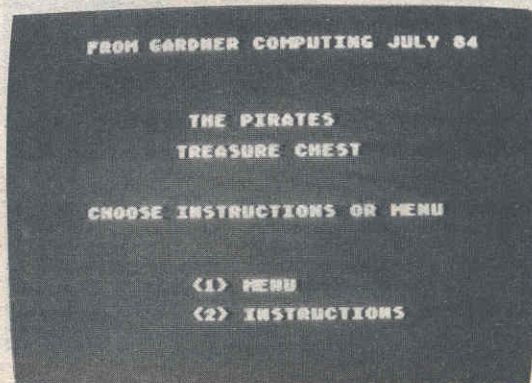 FROM GARDNER COMPUTING JULY 84
THE PIRATES
TREASURE CHEST
CHOOSE INSTRUCTIONS OR MENU
<1> MENU
<2> INSTRUCTIONS